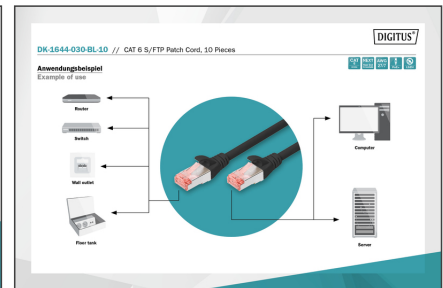 DIGITUS®
DK-1644-030-BL-10 // CAT 6 S/FTP Patch Cord, 10 Pieces
Anwendungsbeispiel
Example of use
Router
Switch
Wall outlet
Floor tank
Computer
Server